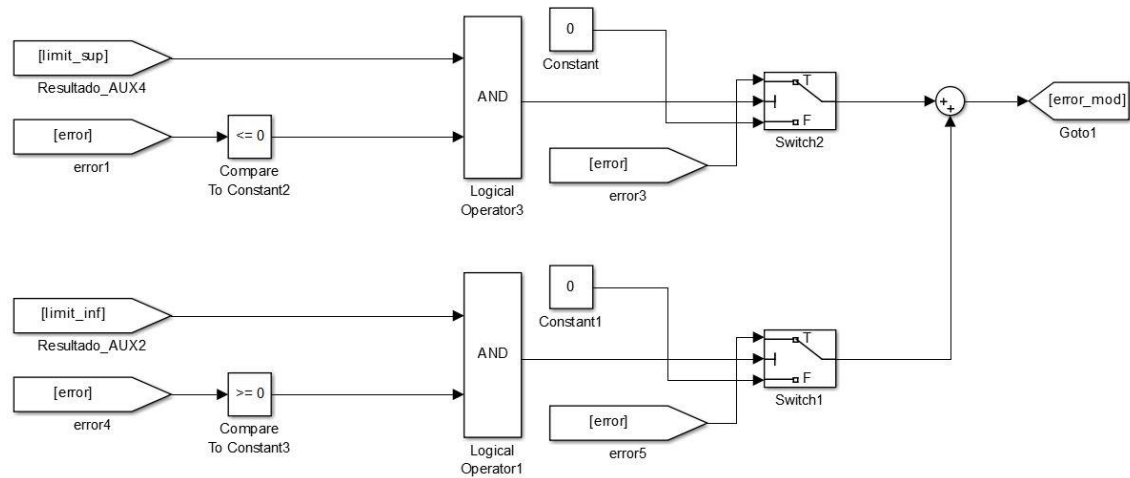 [limit_sup]
Resultado_AUX4
[error]
error1
<= 0
Compare
To Constant2
AND
Logical
Operator3
0
Constant
[error]
error3
T
F
Switch2
+
+
[error_mod]
Goto1
[limit_inf]
Resultado_AUX2
[error]
error4
>= 0
Compare
To Constant3
AND
Logical
Operator1
0
Constant1
[error]
error5
T
F
Switch1